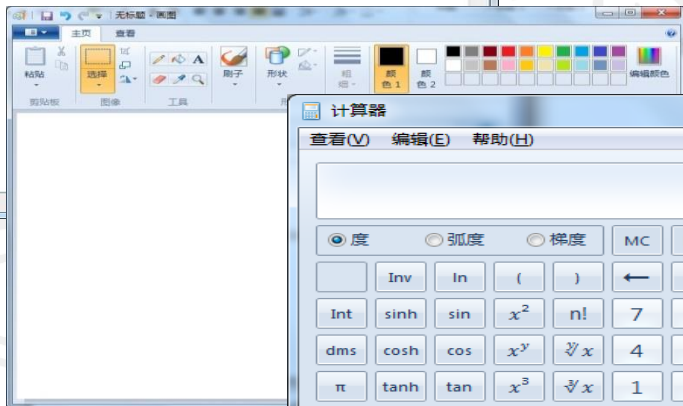 无标题 - 画图
主页 查看
粘贴
选择
A
刷子
形状
粗细
颜色 1
颜色 2
编辑颜色
剪贴板 图像 工具
计算器
查看(V) 编辑(E) 帮助(H)
度 弧度 梯度 MC
Inv ln ( ) ←
Int sinh sin x² n! 7
dms cosh cos xʸ ʸ√x 4
π tanh tan x³ ³√x 1